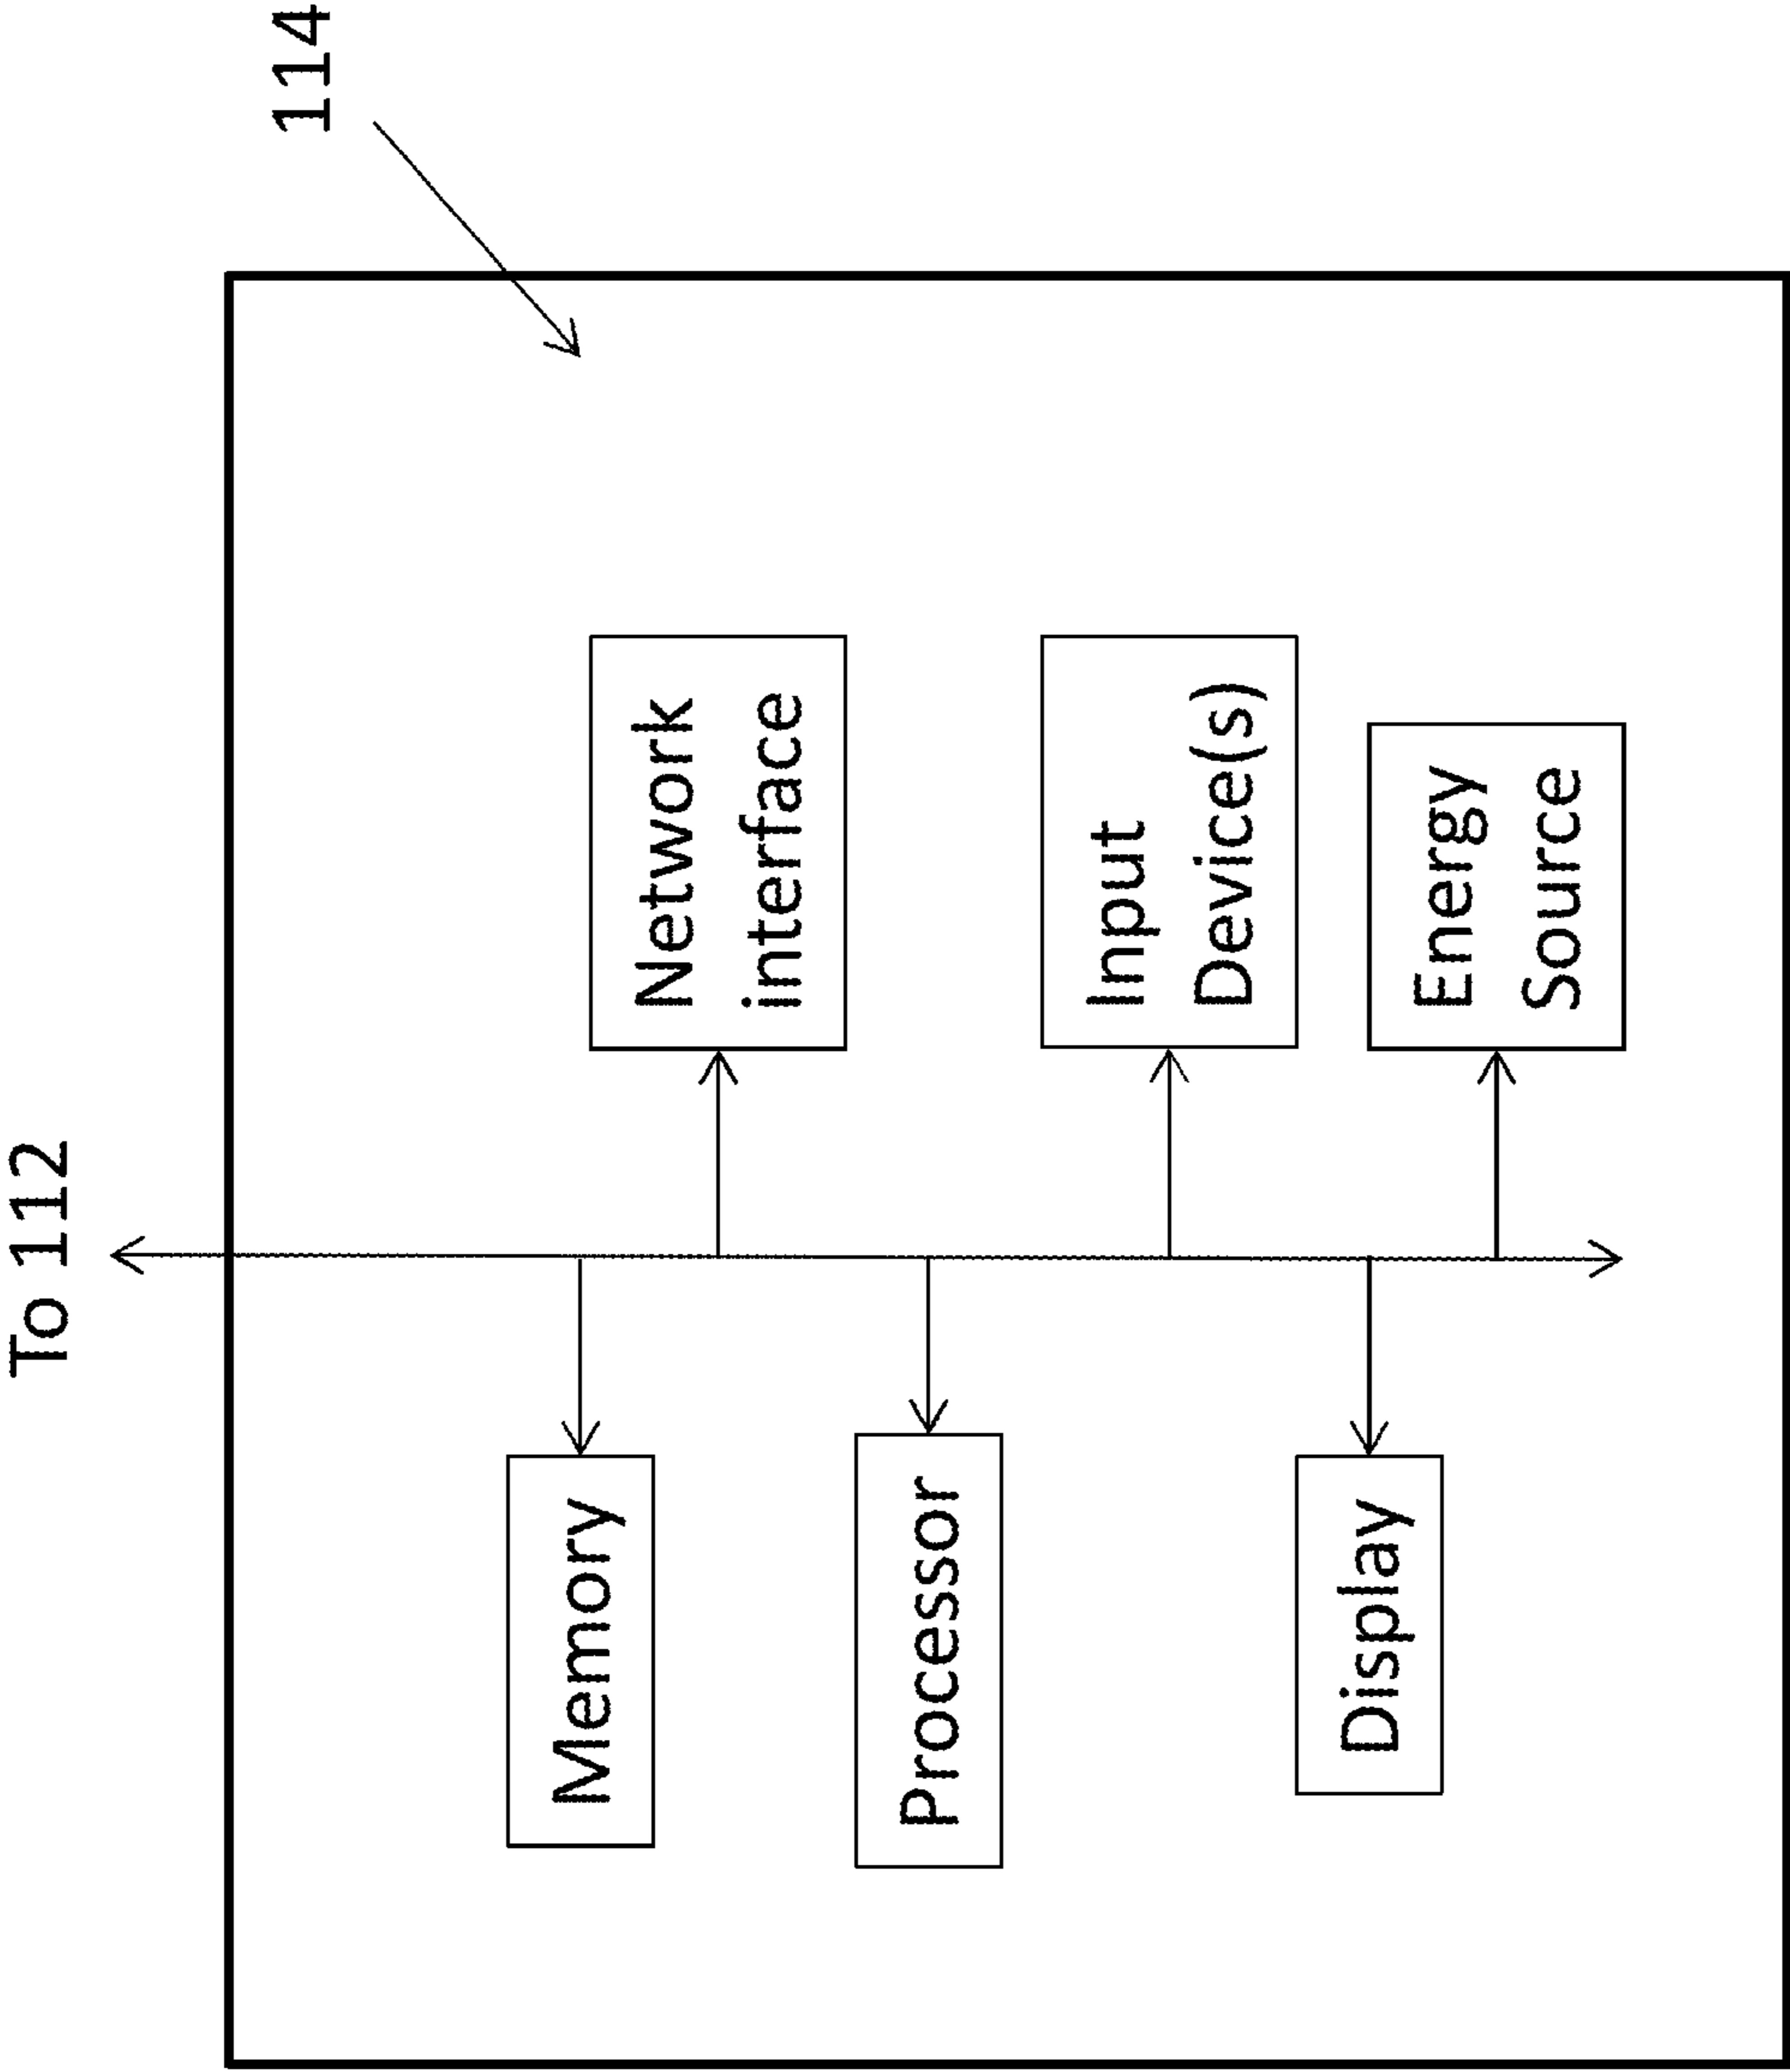 To 112
114
Memory
Network
interface
Processor
Input
Device(s)
Display
Energy
Source